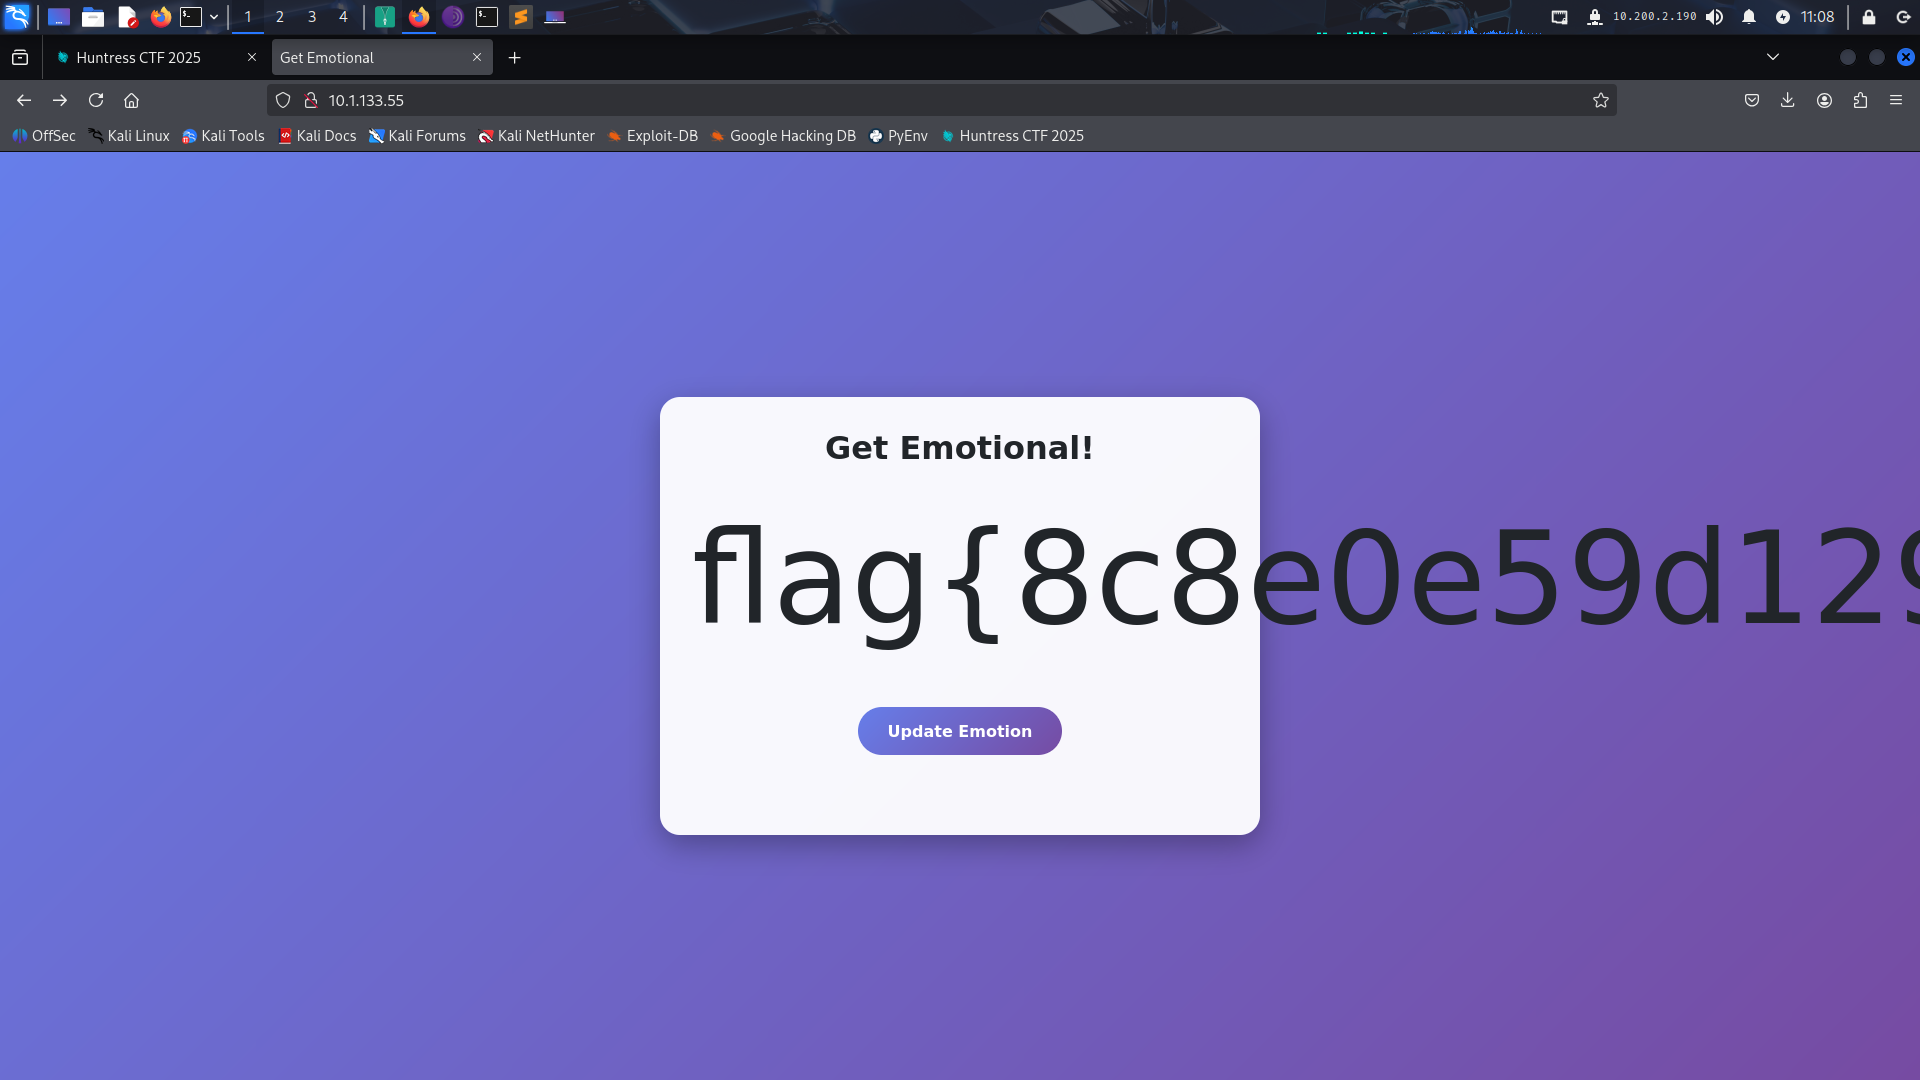 1 2 3 4 10.200.2.190 11:08
Huntress CTF 2025 Get Emotional
10.1.133.55
OffSec Kali Linux Kali Tools Kali Docs Kali Forums Kali NetHunter Exploit-DB Google Hacking DB PyEnv Huntress CTF 2025
Get Emotional!
flag{8c8e0e59d129
Update Emotion